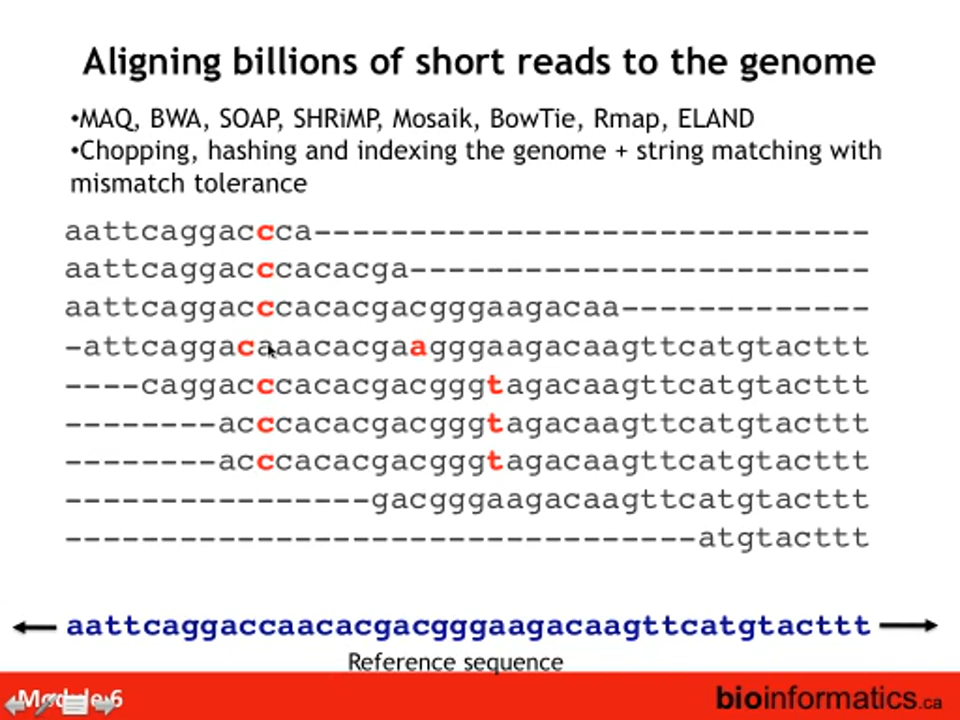 Aligning billions of short reads to the genome
•MAQ, BWA, SOAP, SHRiMP, Mosaik, BowTie, Rmap, ELAND
•Chopping, hashing and indexing the genome + string matching with
mismatch tolerance
aattcaggaccca-----------------------------
aattcaggacccacacga------------------------
aattcaggacccacacgacgggaagacaa-------------
-attcaggacaaacacgaagggaagacaagttcatgtacttt
----caggacccacacgacgggtagacaagttcatgtacttt
--------acccacacgacgggtagacaagttcatgtacttt
--------acccacacgacgggtagacaagttcatgtacttt
----------------gacgggaagacaagttcatgtacttt
---------------------------------atgtacttt
aattcaggaccaacacgacgggaagacaagttcatgtacttt
Reference sequence
Module 6
bioinformatics.ca